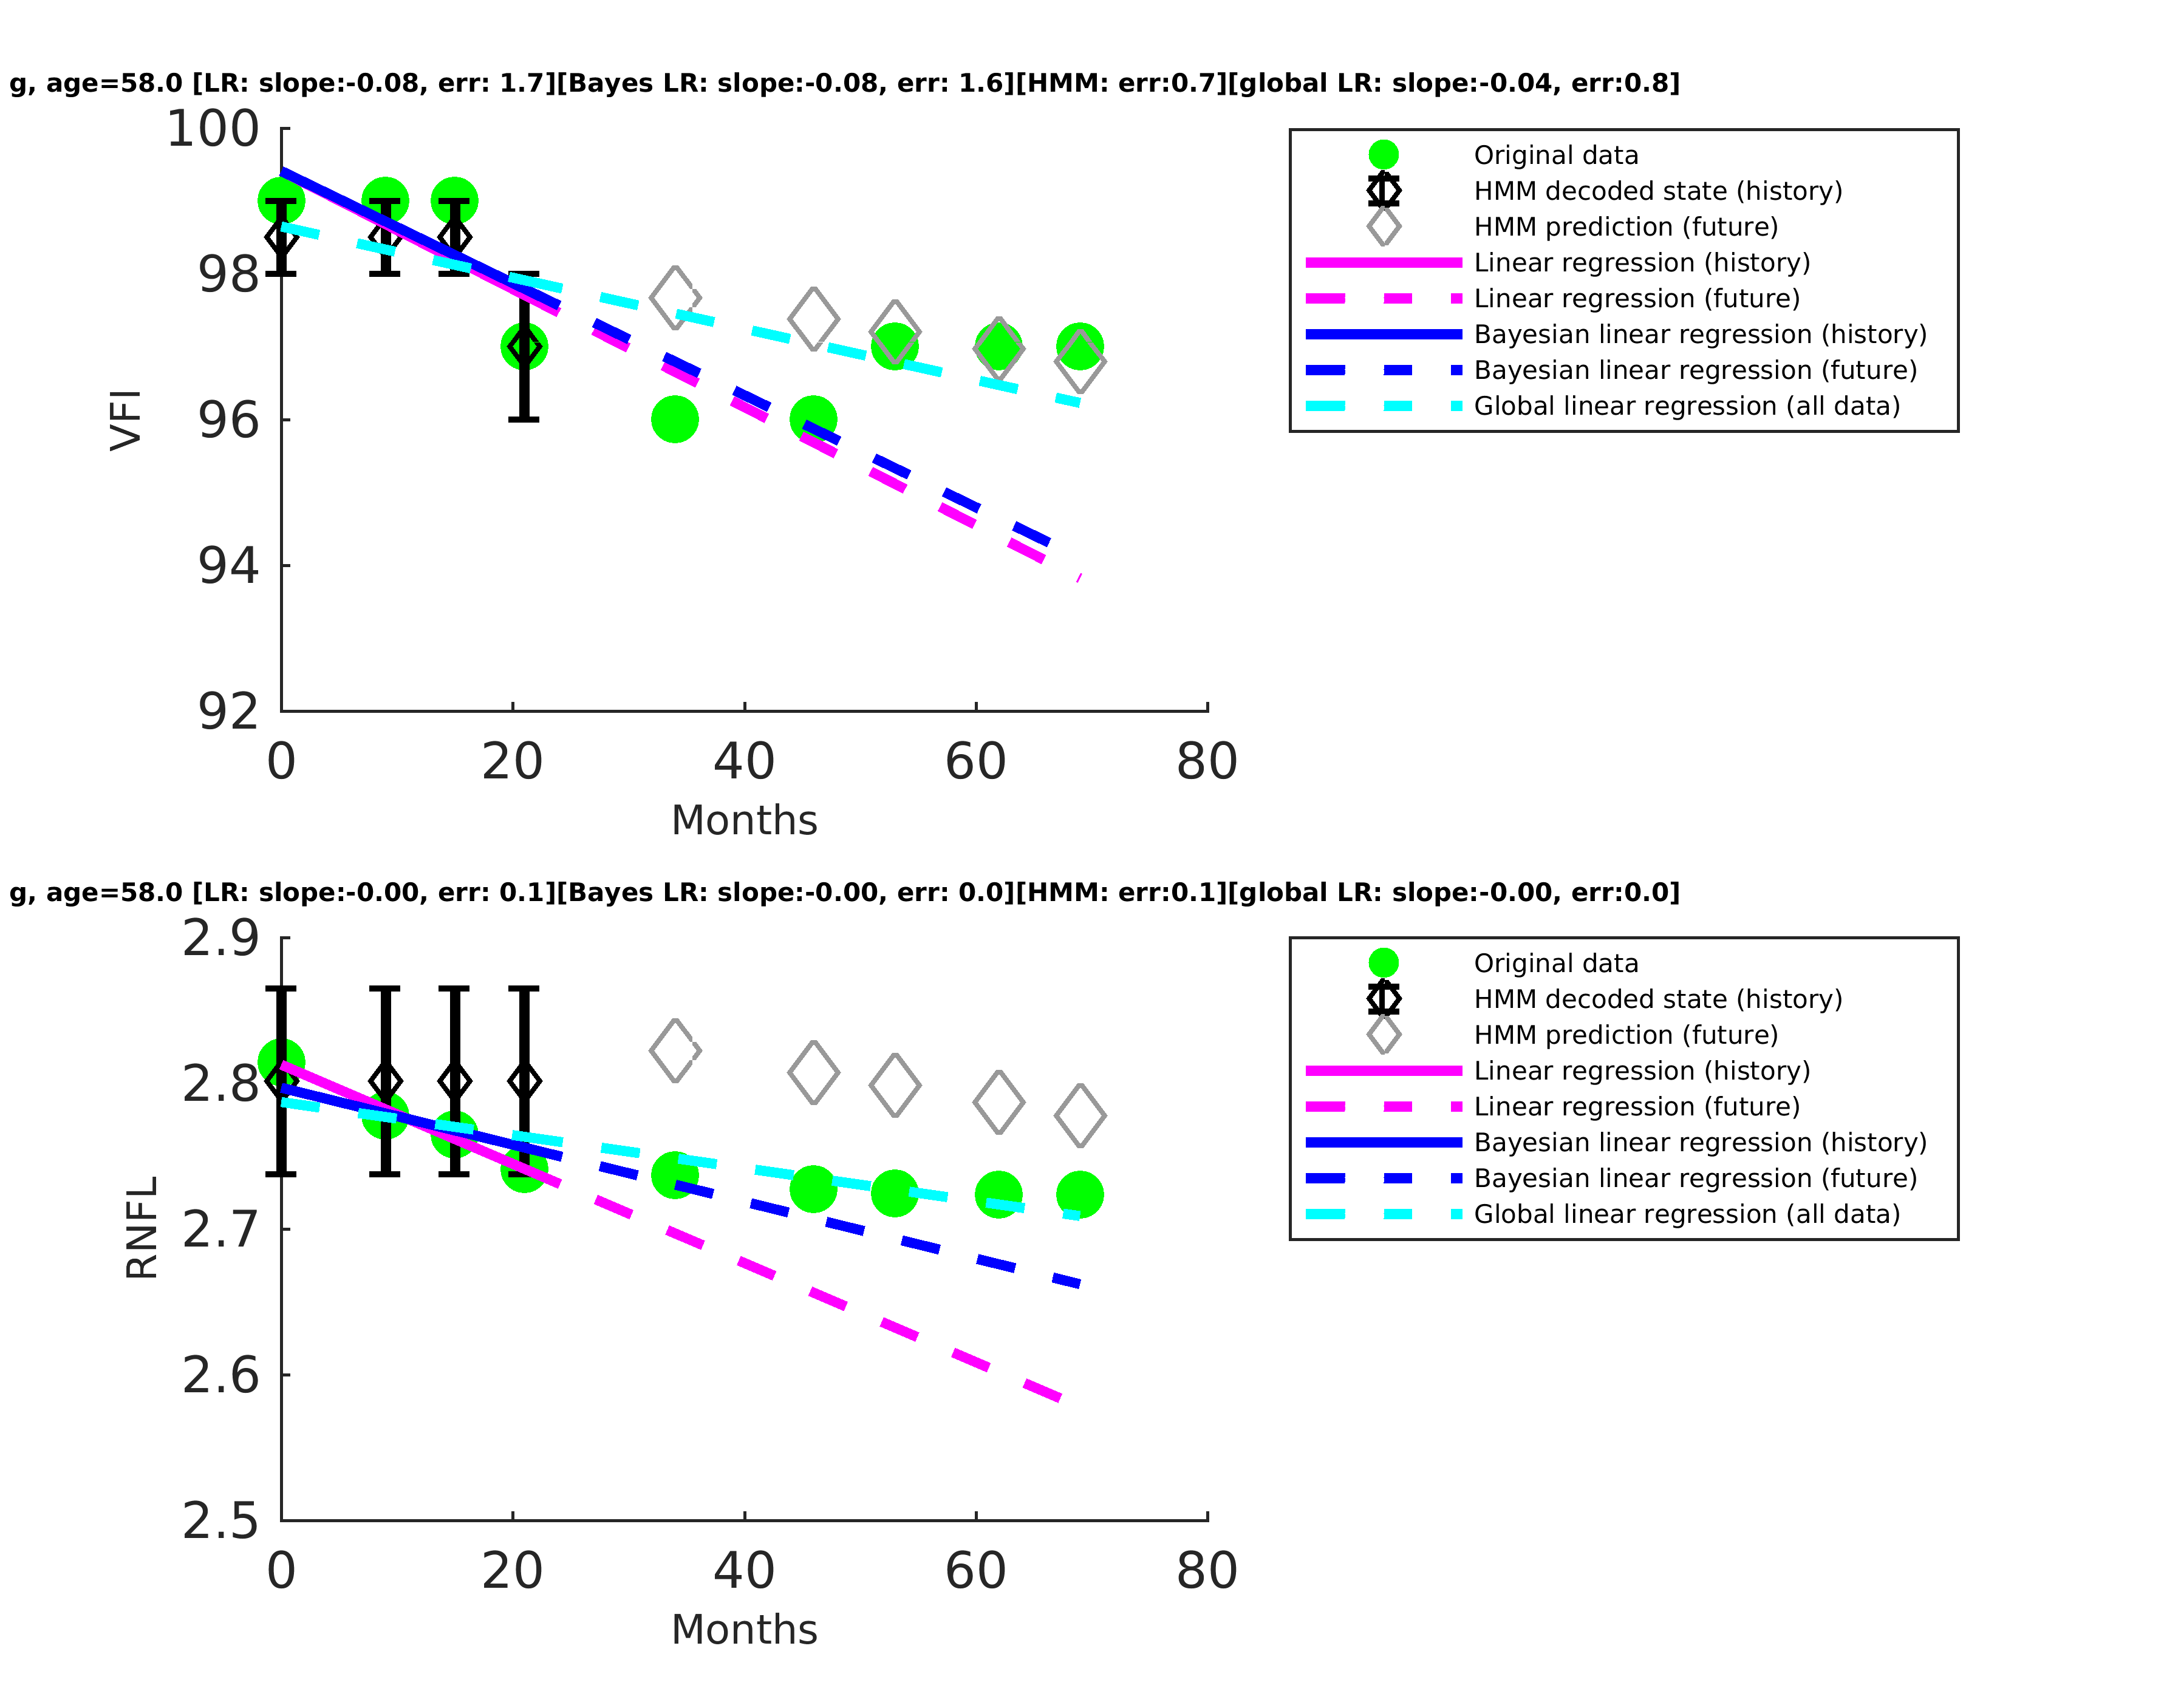 g, age=58.0 [LR: slope:-0.08, err: 1.7][Bayes LR: slope:-0.08, err: 1.6][HMM: err:0.7][global LR: slope:-0.04, err:0.8]
100
98
96
94
92
VFI
0 20 40 60 80
Months
Original data
HMM decoded state (history)
HMM prediction (future)
Linear regression (history)
Linear regression (future)
Bayesian linear regression (history)
Bayesian linear regression (future)
Global linear regression (all data)
g, age=58.0 [LR: slope:-0.00, err: 0.1][Bayes LR: slope:-0.00, err: 0.0][HMM: err:0.1][global LR: slope:-0.00, err:0.0]
2.9
2.8
2.7
2.6
2.5
RNFL
0 20 40 60 80
Months
Original data
HMM decoded state (history)
HMM prediction (future)
Linear regression (history)
Linear regression (future)
Bayesian linear regression (history)
Bayesian linear regression (future)
Global linear regression (all data)